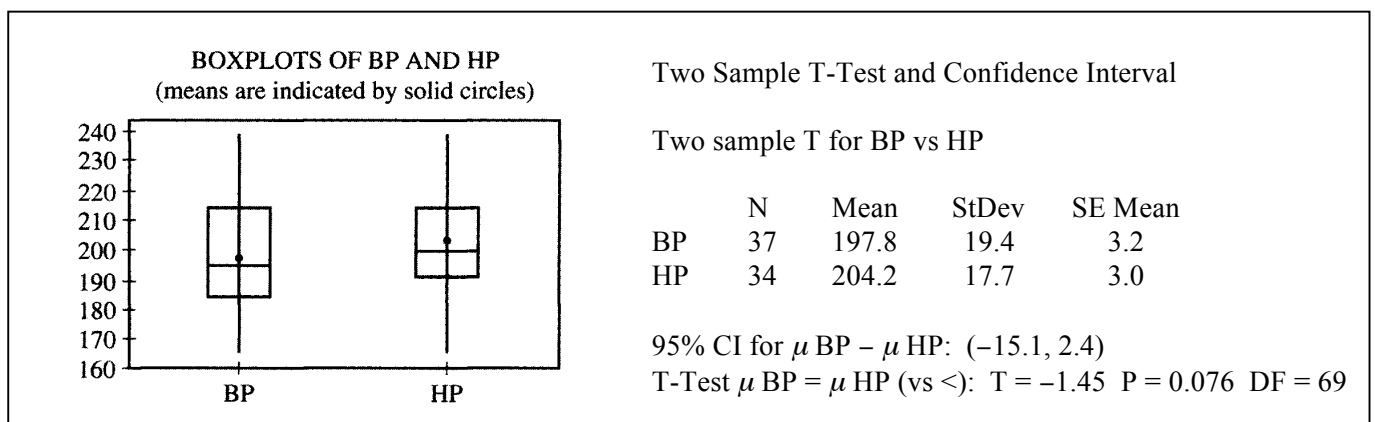 BOXPLOTS OF BP AND HP
(means are indicated by solid circles)
240
230
220
210
200
190
180
170
160
BP HP
Two Sample T-Test and Confidence Interval
Two sample T for BP vs HP
N Mean StDev SE Mean
BP 37 197.8 19.4 3.2
HP 34 204.2 17.7 3.0
95% CI for μ BP − μ HP: (−15.1, 2.4)
T-Test μ BP = μ HP (vs <): T = −1.45 P = 0.076 DF = 69